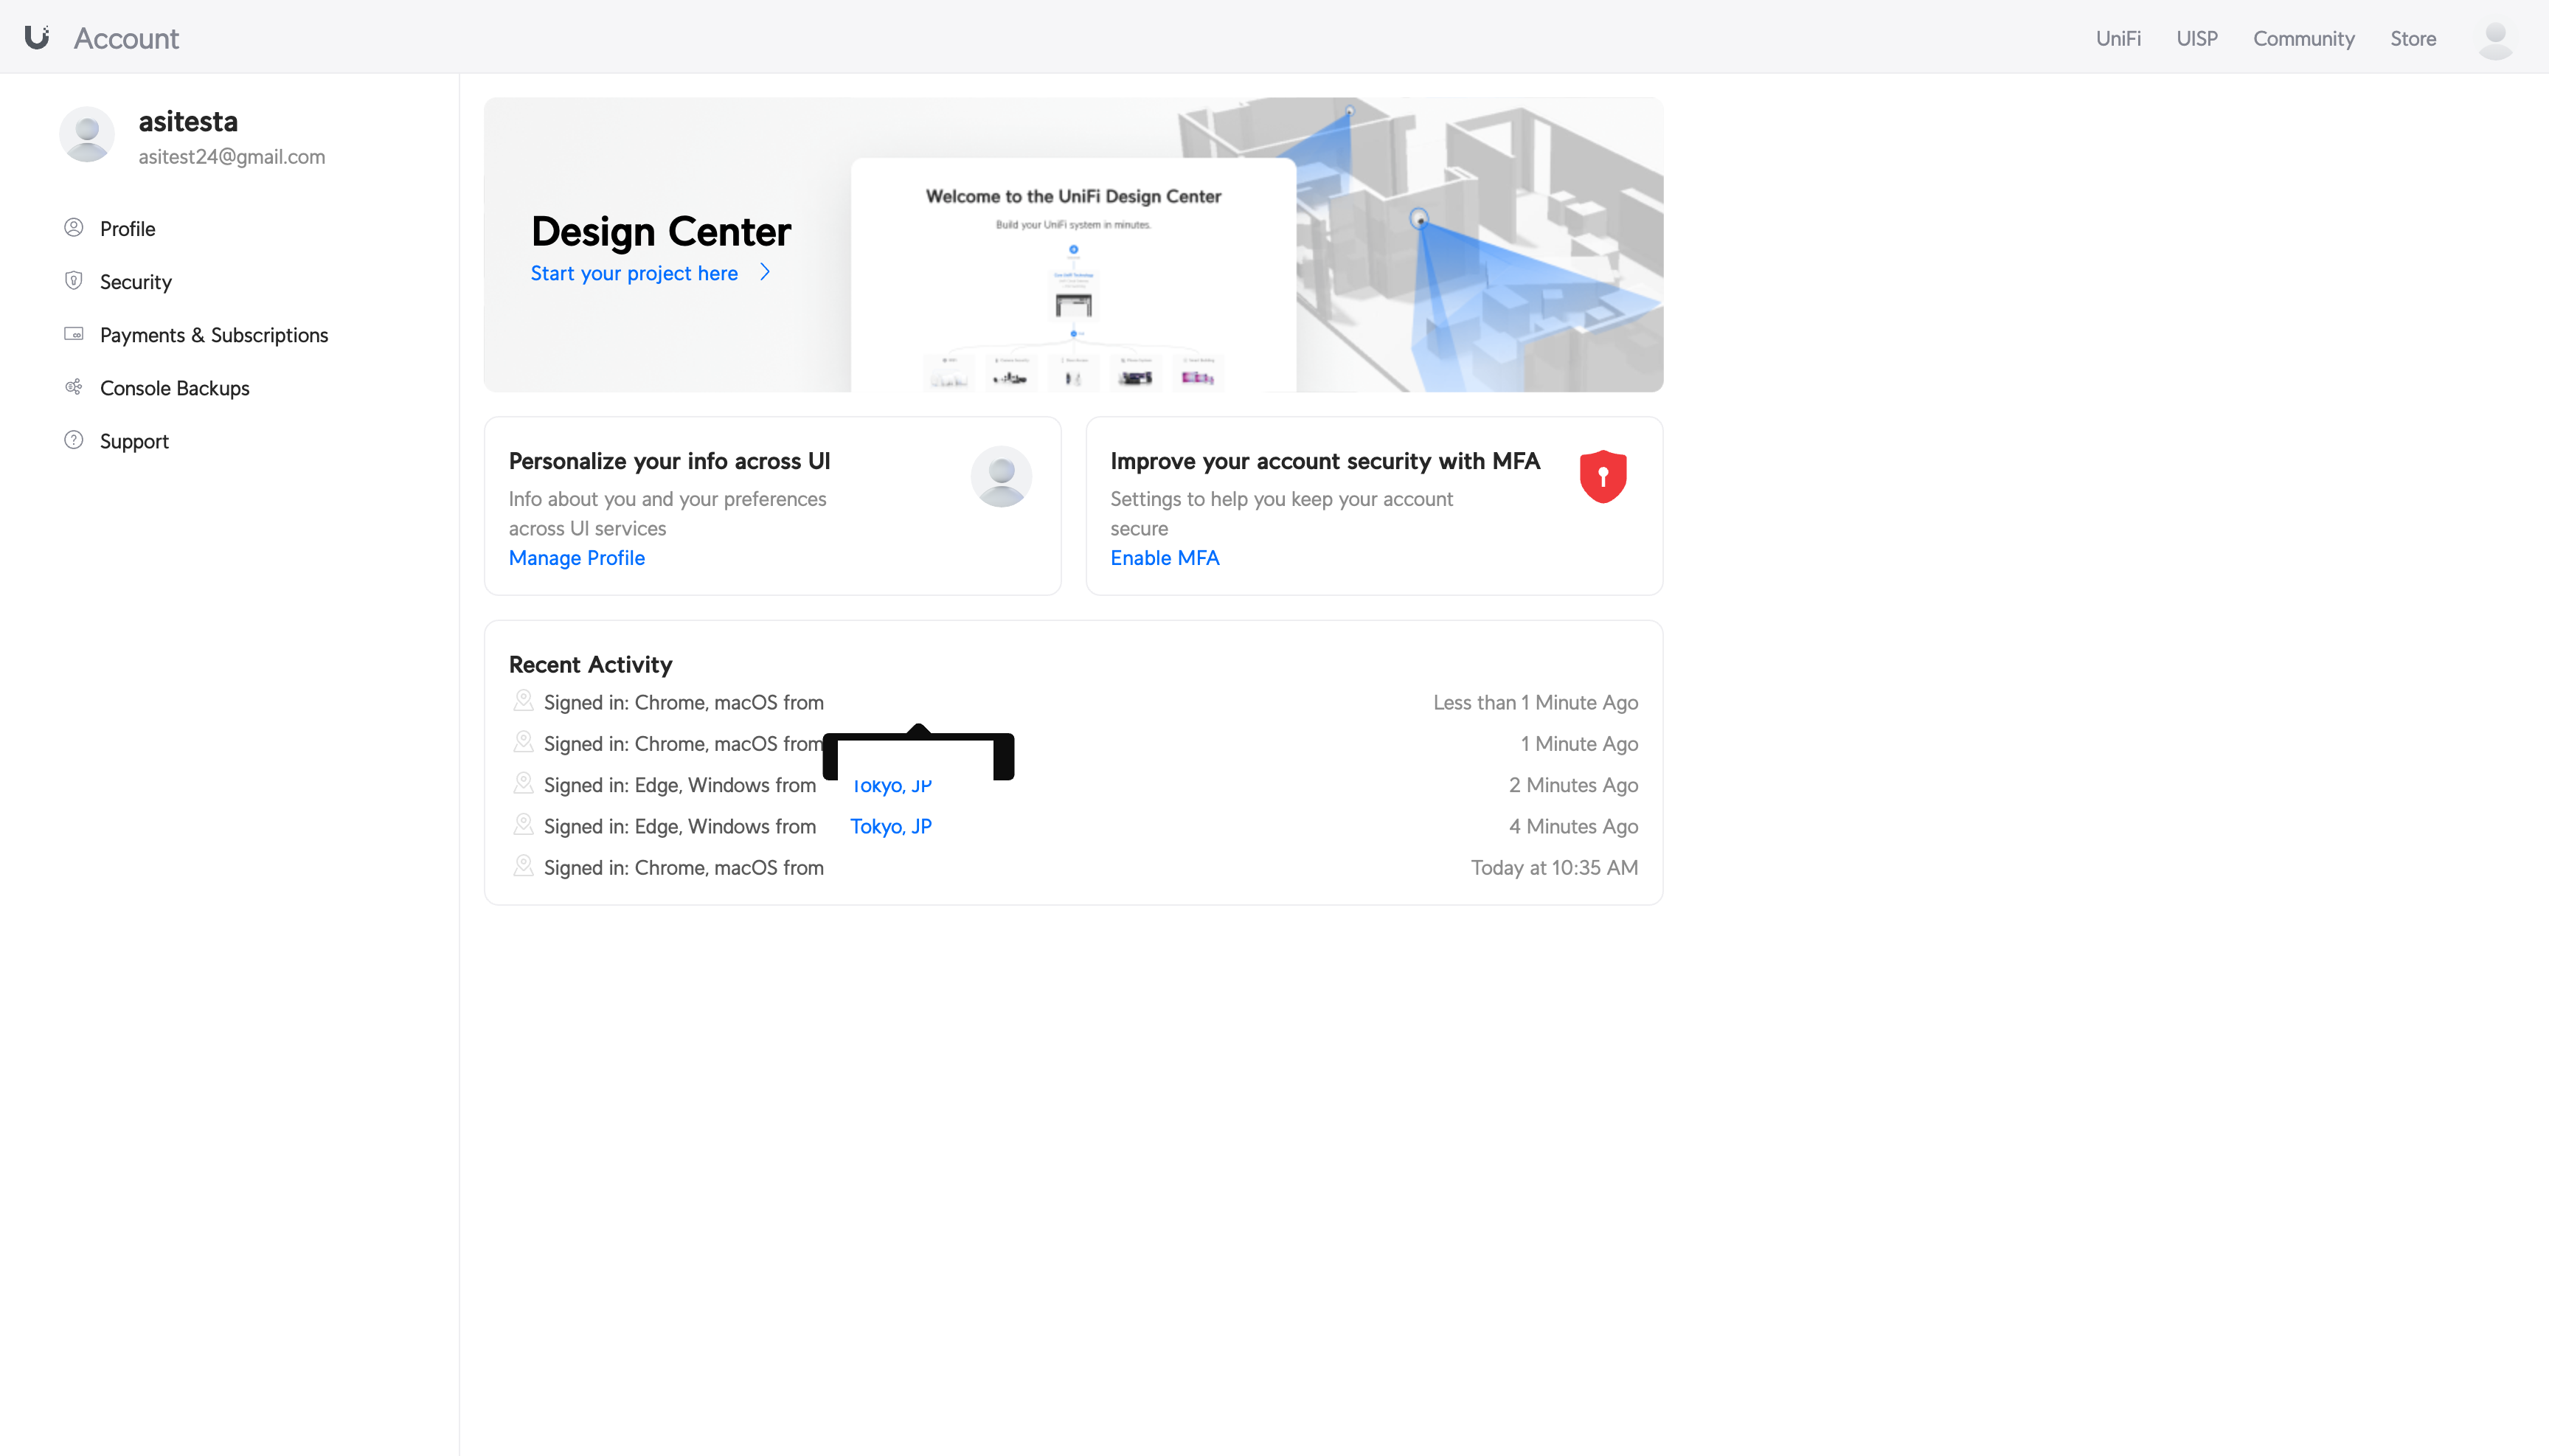 Account
UniFi
UISP
Community
Store
asitesta
asitest24@gmail.com
Profile
Security
Payments & Subscriptions
Console Backups
Support
Design Center
Start your project here
Welcome to the UniFi Design Center
Build your UniFi system in minutes.
Personalize your info across UI
Info about you and your preferences
across UI services
Manage Profile
Improve your account security with MFA
Settings to help you keep your account
secure
Enable MFA
Recent Activity
Signed in: Chrome, macOS from
Less than 1 Minute Ago
Signed in: Chrome, macOS from
1 Minute Ago
Signed in: Edge, Windows from Tokyo, JP
2 Minutes Ago
Signed in: Edge, Windows from Tokyo, JP
4 Minutes Ago
Signed in: Chrome, macOS from
Today at 10:35 AM